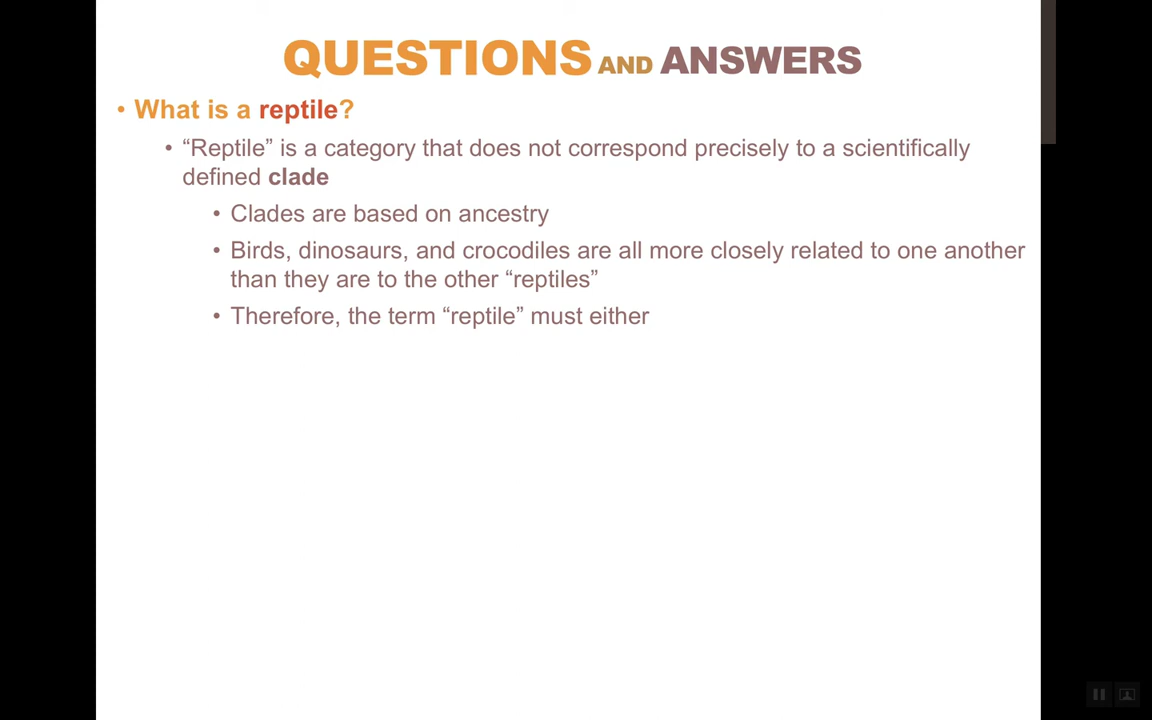 QUESTIONS AND ANSWERS
• What is a reptile?
• “Reptile” is a category that does not correspond precisely to a scientifically
defined clade
• Clades are based on ancestry
• Birds, dinosaurs, and crocodiles are all more closely related to one another
than they are to the other “reptiles”
• Therefore, the term “reptile” must either